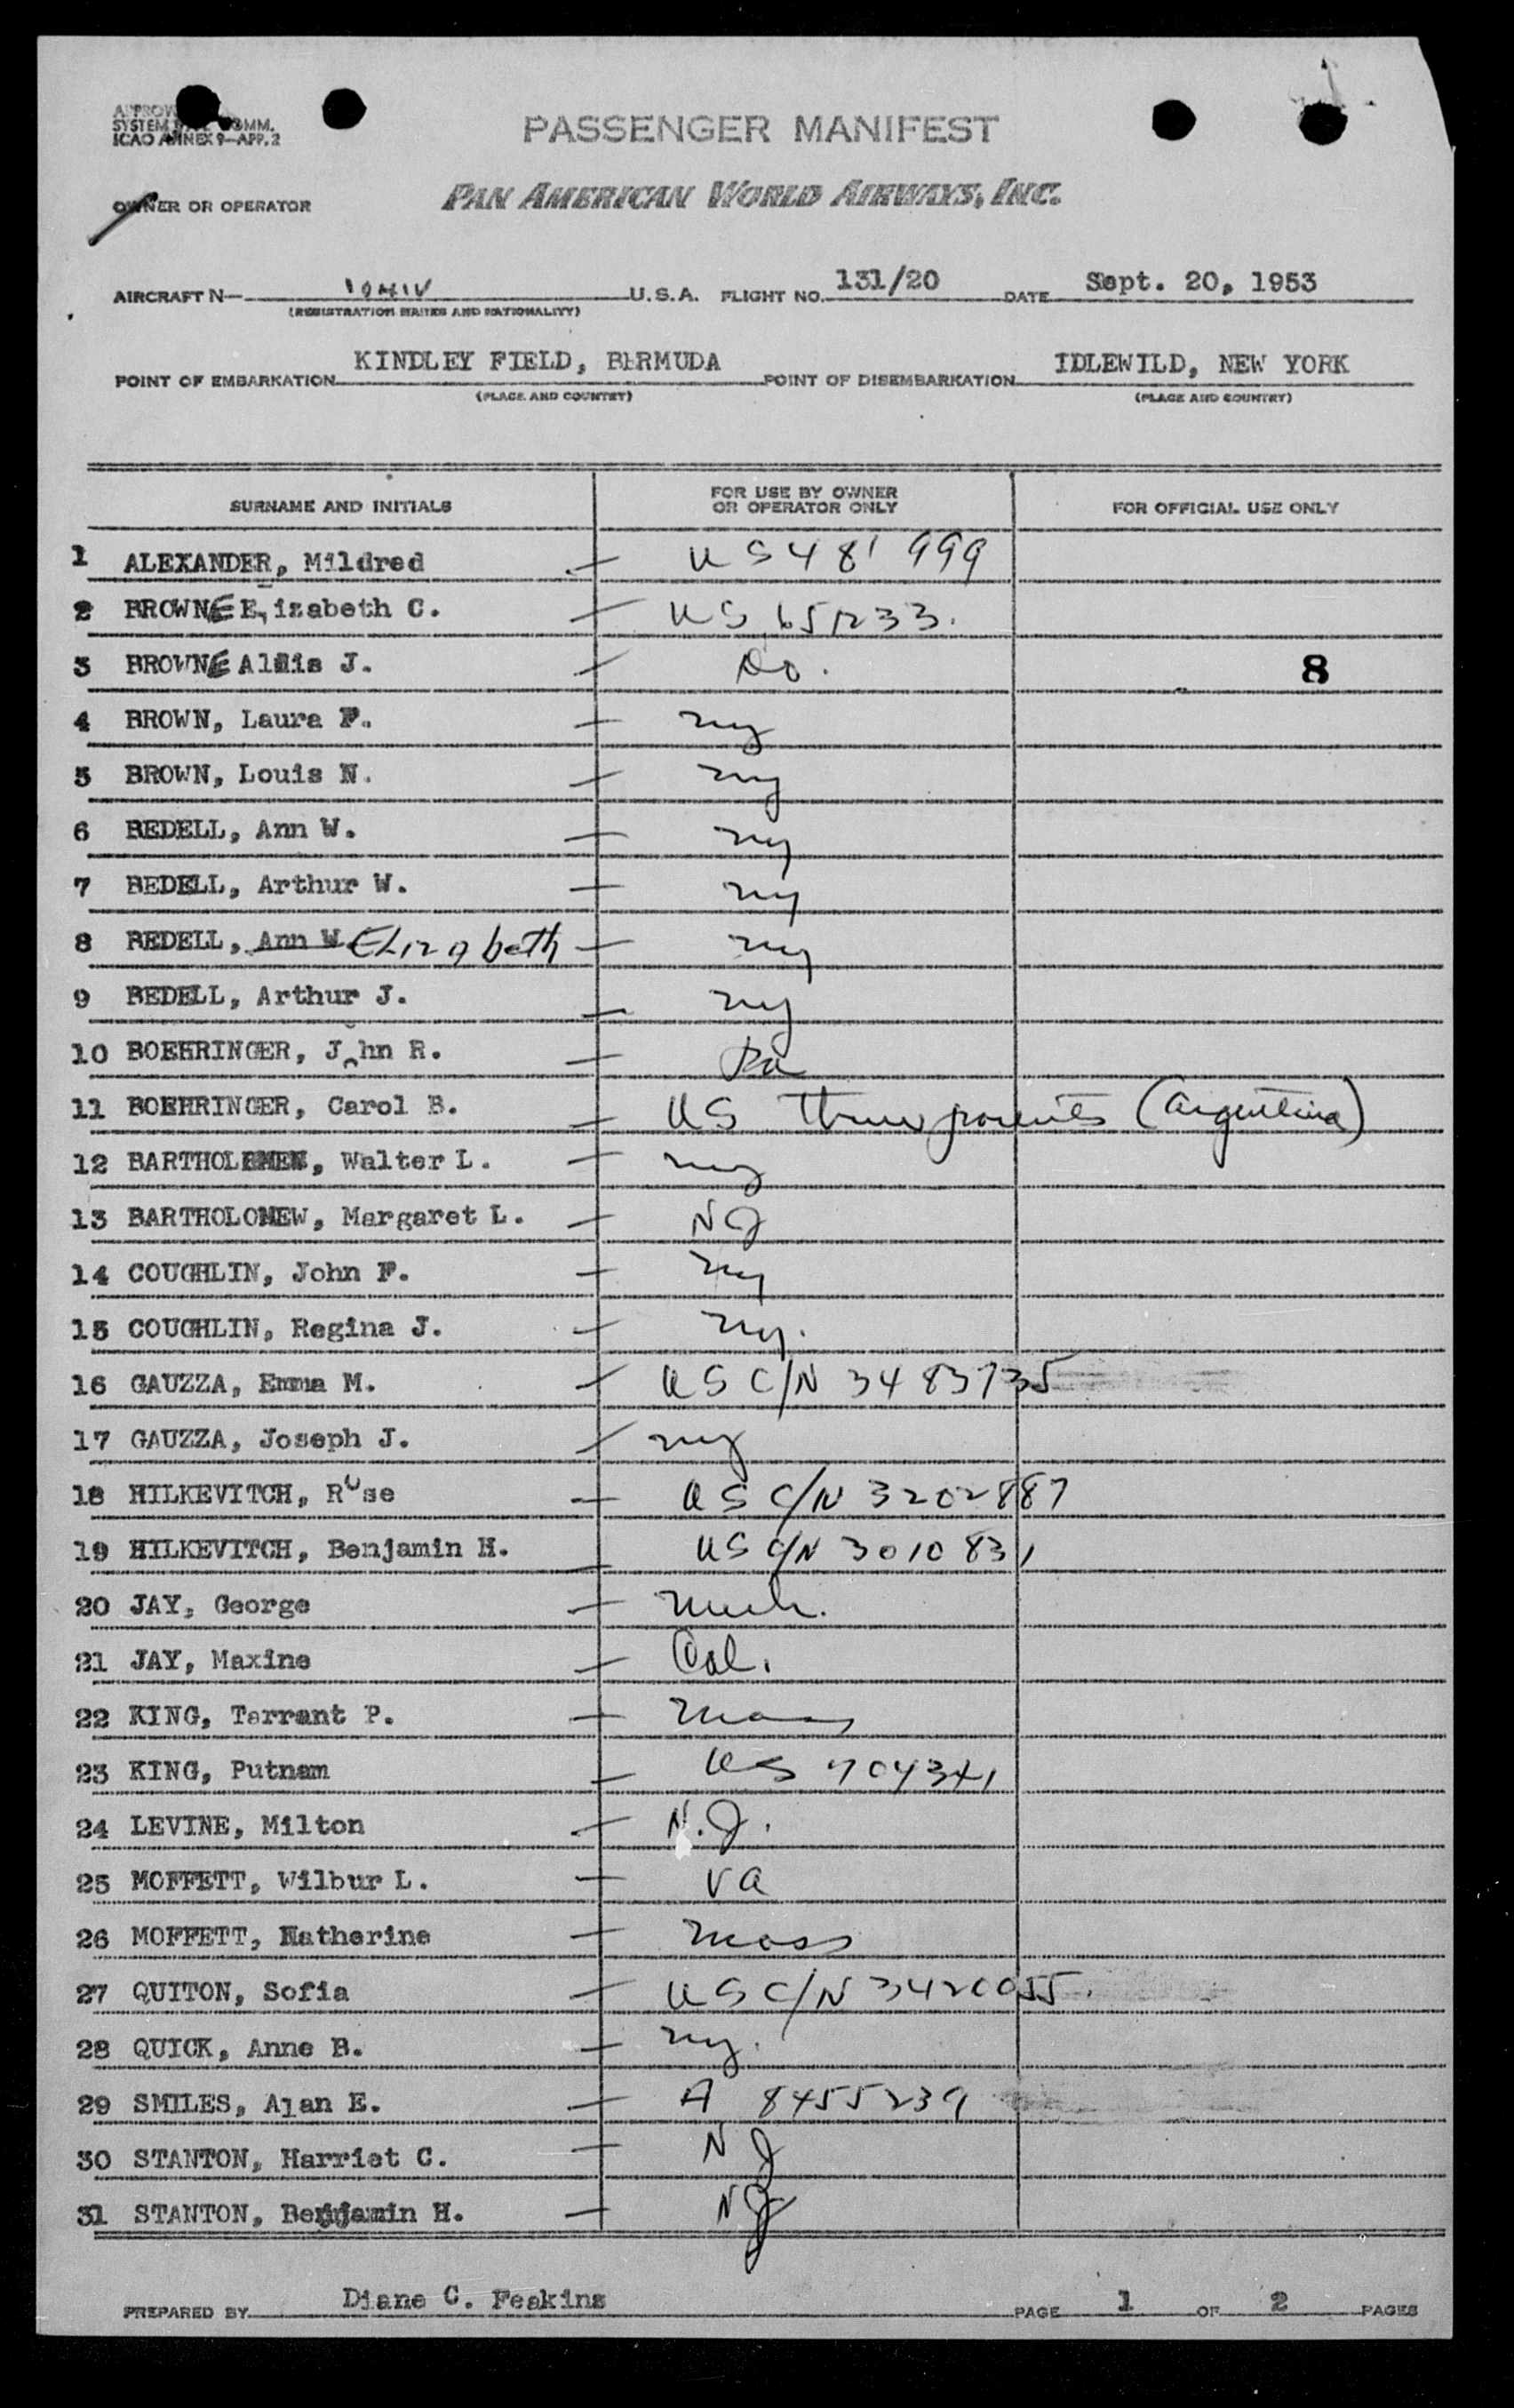 PASSENGER MANIFEST
ICAO ANNEX 9—APP. 2
OWNER OR OPERATOR PAN AMERICAN WORLD AIRWAYS, INC.
AIRCRAFT N— U.S.A. FLIGHT NO. 131/20 DATE Sept. 20, 1953
(REGISTRATION MARKS AND NATIONALITY)
POINT OF EMBARKATION KINDLEY FIELD, BERMUDA POINT OF DISEMBARKATION IDLEWILD, NEW YORK
(PLACE AND COUNTRY) (PLACE AND COUNTRY)
SURNAME AND INITIALS FOR USE BY OWNER OR OPERATOR ONLY FOR OFFICIAL USE ONLY
1 ALEXANDER, Mildred — US 481999
2 BROWNE Elizabeth C. — US
3 BROWNE J. — Do. 8
4 BROWN, Laura F. — ny
5 BROWN, Louis N. — ny
6 BEDELL, Ann W. — ny
7 BEDELL, Arthur W. — ny
8 BEDELL, Ann W Elizabeth — ny
9 BEDELL, Arthur J. — ny
10 BOEHRINGER, John R. — Pa
11 BOEHRINGER, Carol B. — US thru parents (Argentina)
12 BARTHOLEMEW, Walter L. — ny
13 BARTHOLOMEW, Margaret L. — NJ
14 COUGHLIN, John F. — ny
15 COUGHLIN, Regina J. — ny.
16 GAUZZA, Emma M. — US C/N 3483735
17 GAUZZA, Joseph J. — ny
18 HILKEVITCH, Rose — US C/N 3202887
19 HILKEVITCH, Benjamin H. — US C/N 3010831
20 JAY, George — Mich.
21 JAY, Maxine — Cal.
22 KING, Tarrant P. — Mass
23 KING, Putnam — US 704341
24 LEVINE, Milton — N.J.
25 MOFFETT, Wilbur L. — Va
26 MOFFETT, Katherine — Mass
27 QUITON, Sofia — US C/N 3420055.
28 QUICK, Anne B. — ny.
29 SMILES, Alan E. — A 8455239
30 STANTON, Harriet C. — NJ
31 STANTON, Benjamin H. — NJ
PREPARED BY Diane C. Feakins PAGE 1 OF 2 PAGES